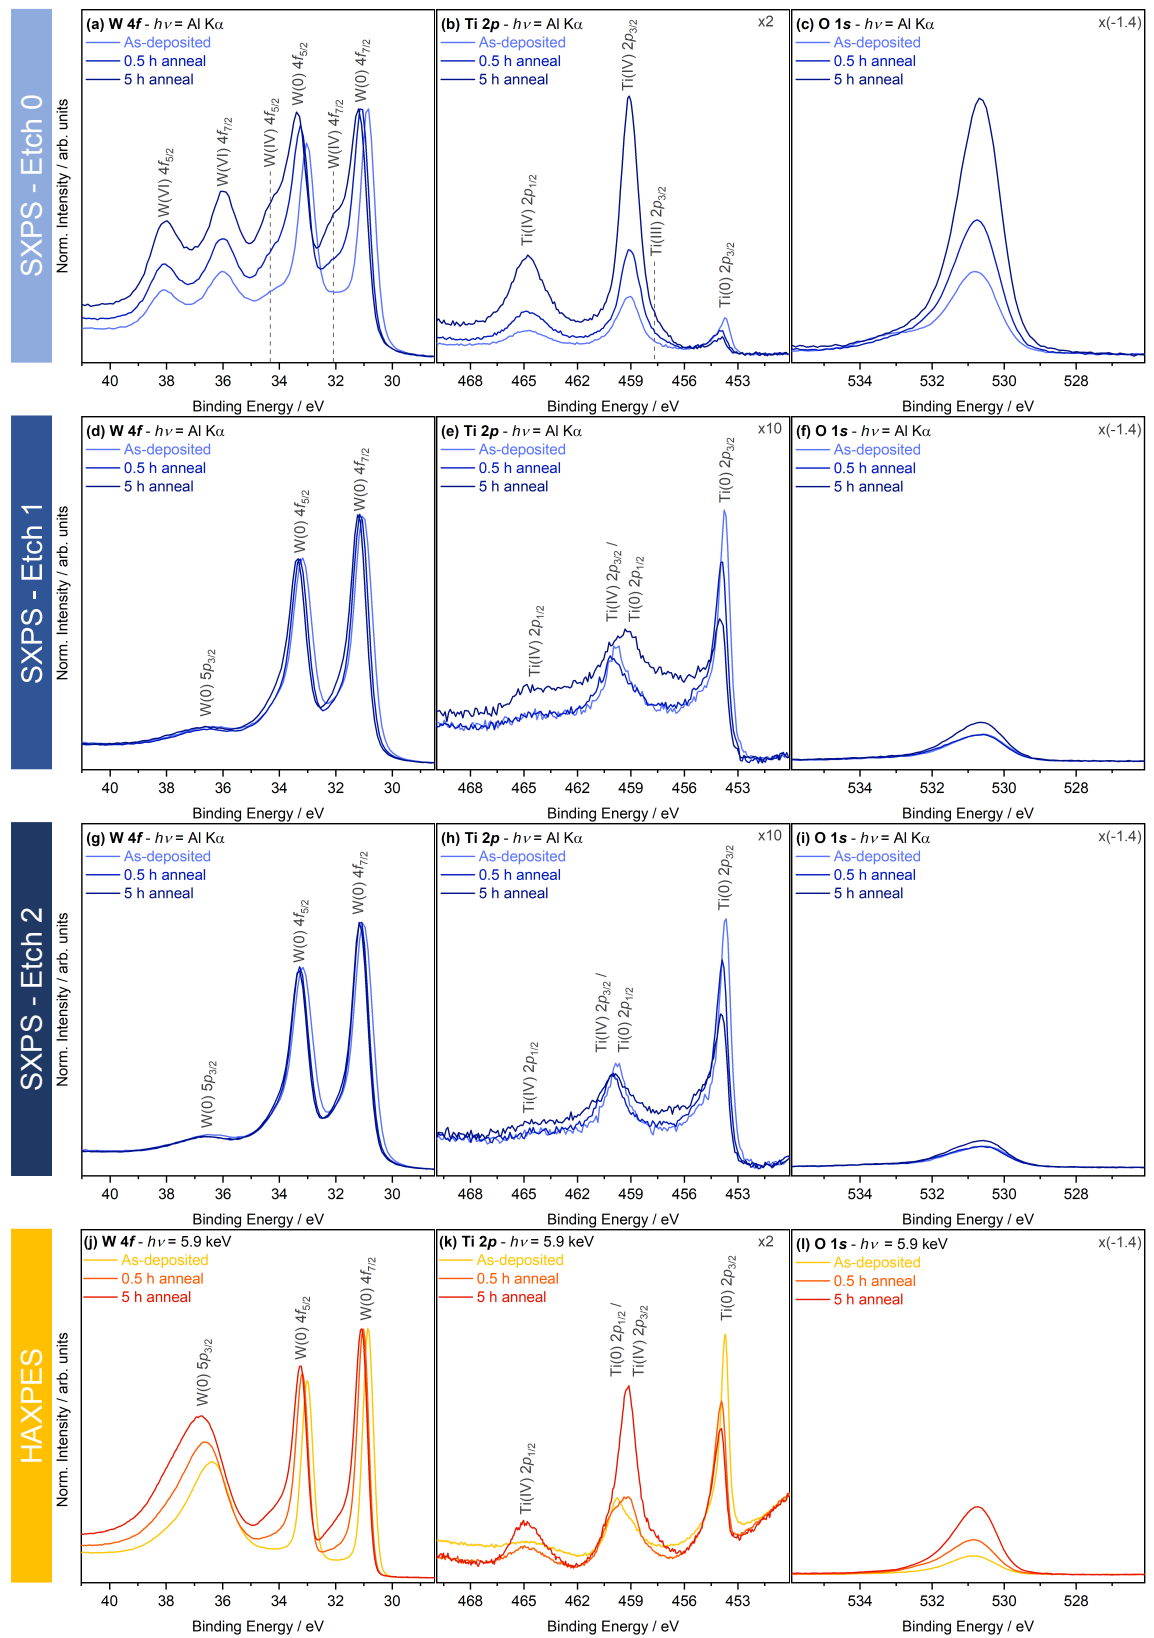 SXPS - Etch 0
Norm. Intensity / arb. units
(a) W 4f - hν = Al Kα
As-deposited
0.5 h anneal
5 h anneal
W(VI) 4f5/2
W(VI) 4f7/2
W(IV) 4f5/2
W(0) 4f5/2
W(IV) 4f7/2
W(0) 4f7/2
40 38 36 34 32 30
Binding Energy / eV
(b) Ti 2p - hν = Al Kα
x2
As-deposited
0.5 h anneal
5 h anneal
Ti(IV) 2p1/2
Ti(IV) 2p3/2
Ti(III) 2p3/2
Ti(0) 2p3/2
468 465 462 459 456 453
Binding Energy / eV
(c) O 1s - hν = Al Kα
x(-1.4)
As-deposited
0.5 h anneal
5 h anneal
534 532 530 528
Binding Energy / eV
SXPS - Etch 1
Norm. Intensity / arb. units
(d) W 4f - hν = Al Kα
As-deposited
0.5 h anneal
5 h anneal
W(0) 5p3/2
W(0) 4f5/2
W(0) 4f7/2
40 38 36 34 32 30
Binding Energy / eV
(e) Ti 2p - hν = Al Kα
x10
As-deposited
0.5 h anneal
5 h anneal
Ti(IV) 2p1/2
Ti(IV) 2p3/2 /
Ti(0) 2p1/2
Ti(0) 2p3/2
468 465 462 459 456 453
Binding Energy / eV
(f) O 1s - hν = Al Kα
x(-1.4)
As-deposited
0.5 h anneal
5 h anneal
534 532 530 528
Binding Energy / eV
SXPS - Etch 2
Norm. Intensity / arb. units
(g) W 4f - hν = Al Kα
As-deposited
0.5 h anneal
5 h anneal
W(0) 5p3/2
W(0) 4f5/2
W(0) 4f7/2
40 38 36 34 32 30
Binding Energy / eV
(h) Ti 2p - hν = Al Kα
x10
As-deposited
0.5 h anneal
5 h anneal
Ti(IV) 2p1/2
Ti(IV) 2p3/2 /
Ti(0) 2p1/2
Ti(0) 2p3/2
468 465 462 459 456 453
Binding Energy / eV
(i) O 1s - hν = Al Kα
x(-1.4)
As-deposited
0.5 h anneal
5 h anneal
534 532 530 528
Binding Energy / eV
HAXPES
Norm. Intensity / arb. units
(j) W 4f - hν = 5.9 keV
As-deposited
0.5 h anneal
5 h anneal
W(0) 5p3/2
W(0) 4f5/2
W(0) 4f7/2
40 38 36 34 32 30
Binding Energy / eV
(k) Ti 2p - hν = 5.9 keV
x2
As-deposited
0.5 h anneal
5 h anneal
Ti(IV) 2p1/2
Ti(0) 2p1/2 /
Ti(IV) 2p3/2
Ti(0) 2p3/2
468 465 462 459 456 453
Binding Energy / eV
(l) O 1s - hν = 5.9 keV
x(-1.4)
As-deposited
0.5 h anneal
5 h anneal
534 532 530 528
Binding Energy / eV